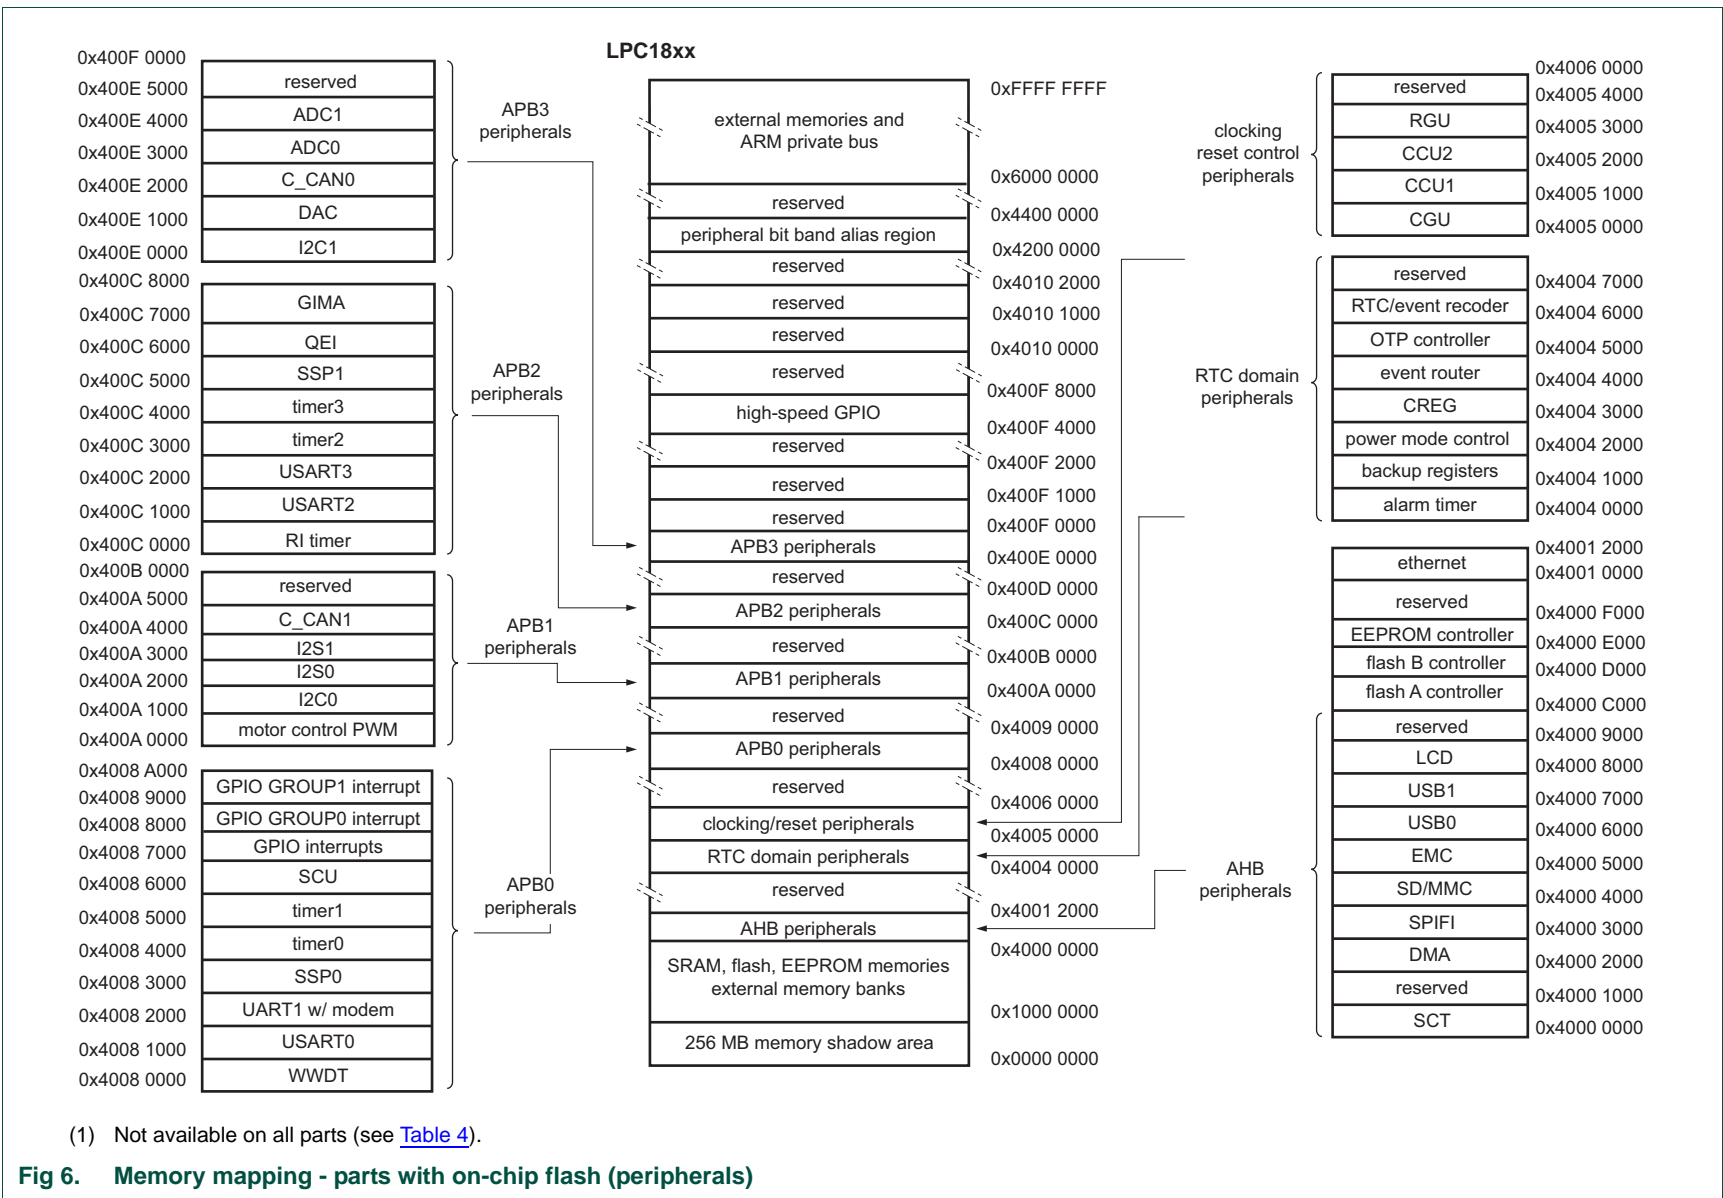 LPC18xx
0x400F 0000
reserved
0x400E 5000
ADC1
0x400E 4000
ADC0
0x400E 3000
C_CAN0
0x400E 2000
DAC
0x400E 1000
I2C1
0x400E 0000
APB3
peripherals
0x400C 8000
GIMA
0x400C 7000
QEI
0x400C 6000
SSP1
0x400C 5000
timer3
0x400C 4000
timer2
0x400C 3000
USART3
0x400C 2000
USART2
0x400C 1000
RI timer
0x400C 0000
APB2
peripherals
0x400B 0000
reserved
0x400A 5000
C_CAN1
0x400A 4000
I2S1
0x400A 3000
I2S0
0x400A 2000
I2C0
0x400A 1000
motor control PWM
0x400A 0000
APB1
peripherals
0x4008 A000
GPIO GROUP1 interrupt
0x4008 9000
GPIO GROUP0 interrupt
0x4008 8000
GPIO interrupts
0x4008 7000
SCU
0x4008 6000
timer1
0x4008 5000
timer0
0x4008 4000
SSP0
0x4008 3000
UART1 w/ modem
0x4008 2000
USART0
0x4008 1000
WWDT
0x4008 0000
APB0
peripherals
0xFFFF FFFF
external memories and
ARM private bus
0x6000 0000
reserved
0x4400 0000
peripheral bit band alias region
0x4200 0000
reserved
0x4010 2000
reserved
0x4010 1000
reserved
0x4010 0000
reserved
0x400F 8000
high-speed GPIO
0x400F 4000
reserved
0x400F 2000
reserved
0x400F 1000
reserved
0x400F 0000
APB3 peripherals
0x400E 0000
reserved
0x400D 0000
APB2 peripherals
0x400C 0000
reserved
0x400B 0000
APB1 peripherals
0x400A 0000
reserved
0x4009 0000
APB0 peripherals
0x4008 0000
reserved
0x4006 0000
clocking/reset peripherals
0x4005 0000
RTC domain peripherals
0x4004 0000
reserved
0x4001 2000
AHB peripherals
0x4000 0000
SRAM, flash, EEPROM memories
external memory banks
0x1000 0000
256 MB memory shadow area
0x0000 0000
clocking
reset control
peripherals
0x4006 0000
reserved
0x4005 4000
RGU
0x4005 3000
CCU2
0x4005 2000
CCU1
0x4005 1000
CGU
0x4005 0000
RTC domain
peripherals
reserved
0x4004 7000
RTC/event recoder
0x4004 6000
OTP controller
0x4004 5000
event router
0x4004 4000
CREG
0x4004 3000
power mode control
0x4004 2000
backup registers
0x4004 1000
alarm timer
0x4004 0000
0x4001 2000
ethernet
0x4001 0000
reserved
0x4000 F000
EEPROM controller
0x4000 E000
flash B controller
0x4000 D000
flash A controller
0x4000 C000
AHB
peripherals
reserved
0x4000 9000
LCD
0x4000 8000
USB1
0x4000 7000
USB0
0x4000 6000
EMC
0x4000 5000
SD/MMC
0x4000 4000
SPIFI
0x4000 3000
DMA
0x4000 2000
reserved
0x4000 1000
SCT
0x4000 0000
(1) Not available on all parts (see Table 4).
Fig 6. Memory mapping - parts with on-chip flash (peripherals)